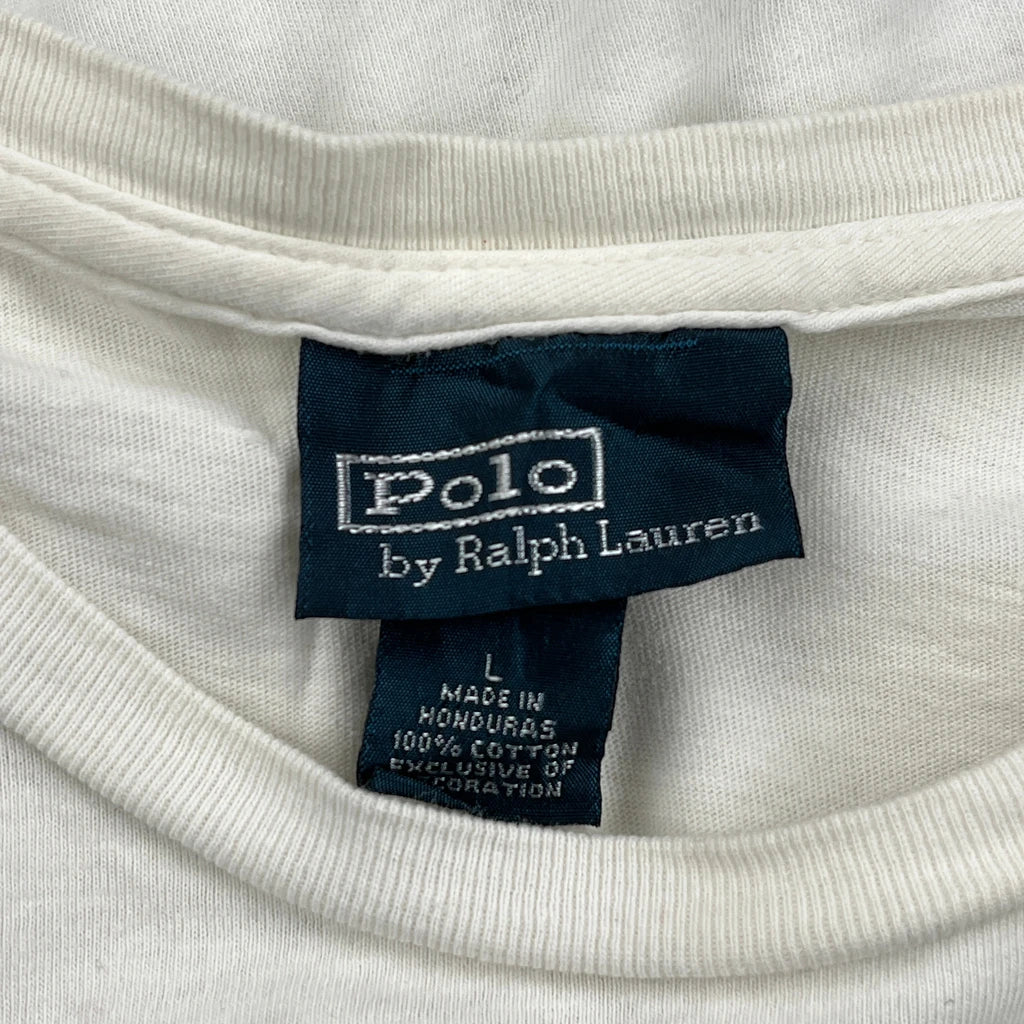 Polo
by Ralph Lauren
L
MADE IN
HONDURAS
100% COTTON
EXCLUSIVE OF